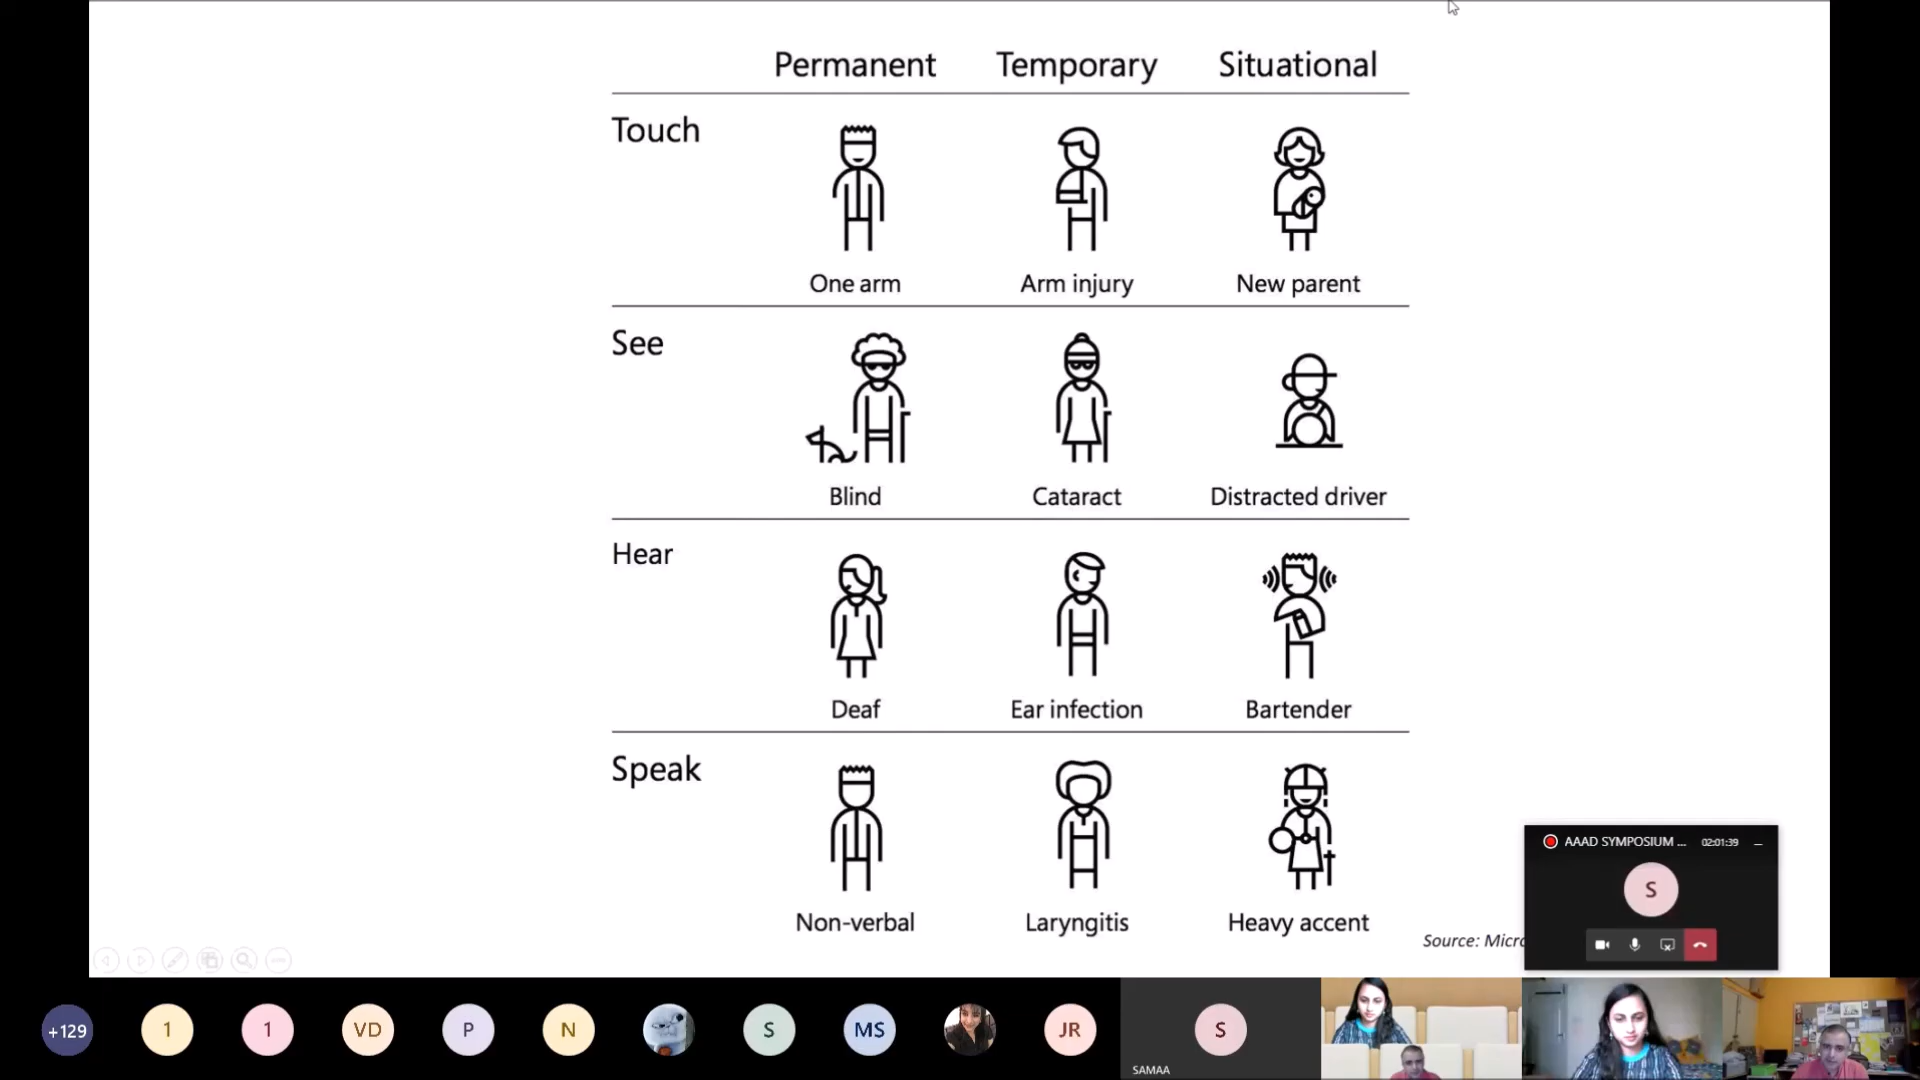 Permanent Temporary Situational
Touch
One arm Arm injury New parent
See
Blind Cataract Distracted driver
Hear
Deaf Ear infection Bartender
Speak
Non-verbal Laryngitis Heavy accent
Source: Micro
AAAD SYMPOSIUM ... 02:01:39
S
+129 1 1 VD P N S MS JR S
SAMAA